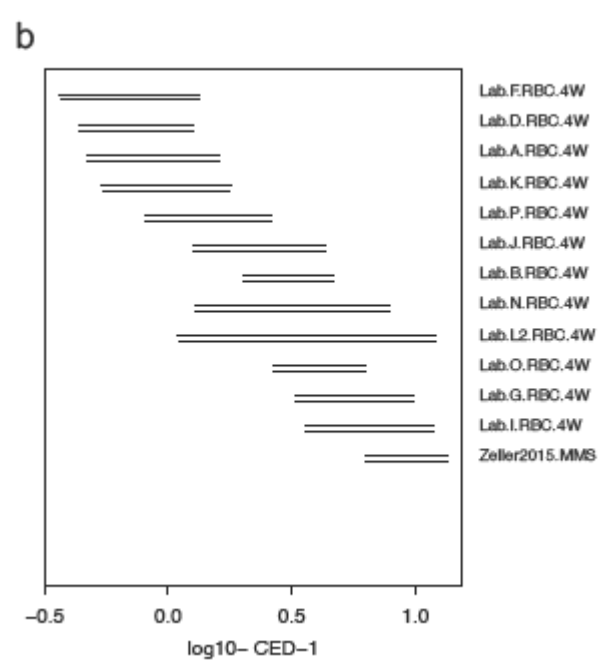 b
Lab.F.RBC.4W
Lab.D.RBC.4W
Lab.A.RBC.4W
Lab.K.RBC.4W
Lab.P.RBC.4W
Lab.J.RBC.4W
Lab.B.RBC.4W
Lab.N.RBC.4W
Lab.L2.RBC.4W
Lab.O.RBC.4W
Lab.G.RBC.4W
Lab.I.RBC.4W
Zeller2015.MMS
−0.5 0.0 0.5 1.0
log10− CED−1